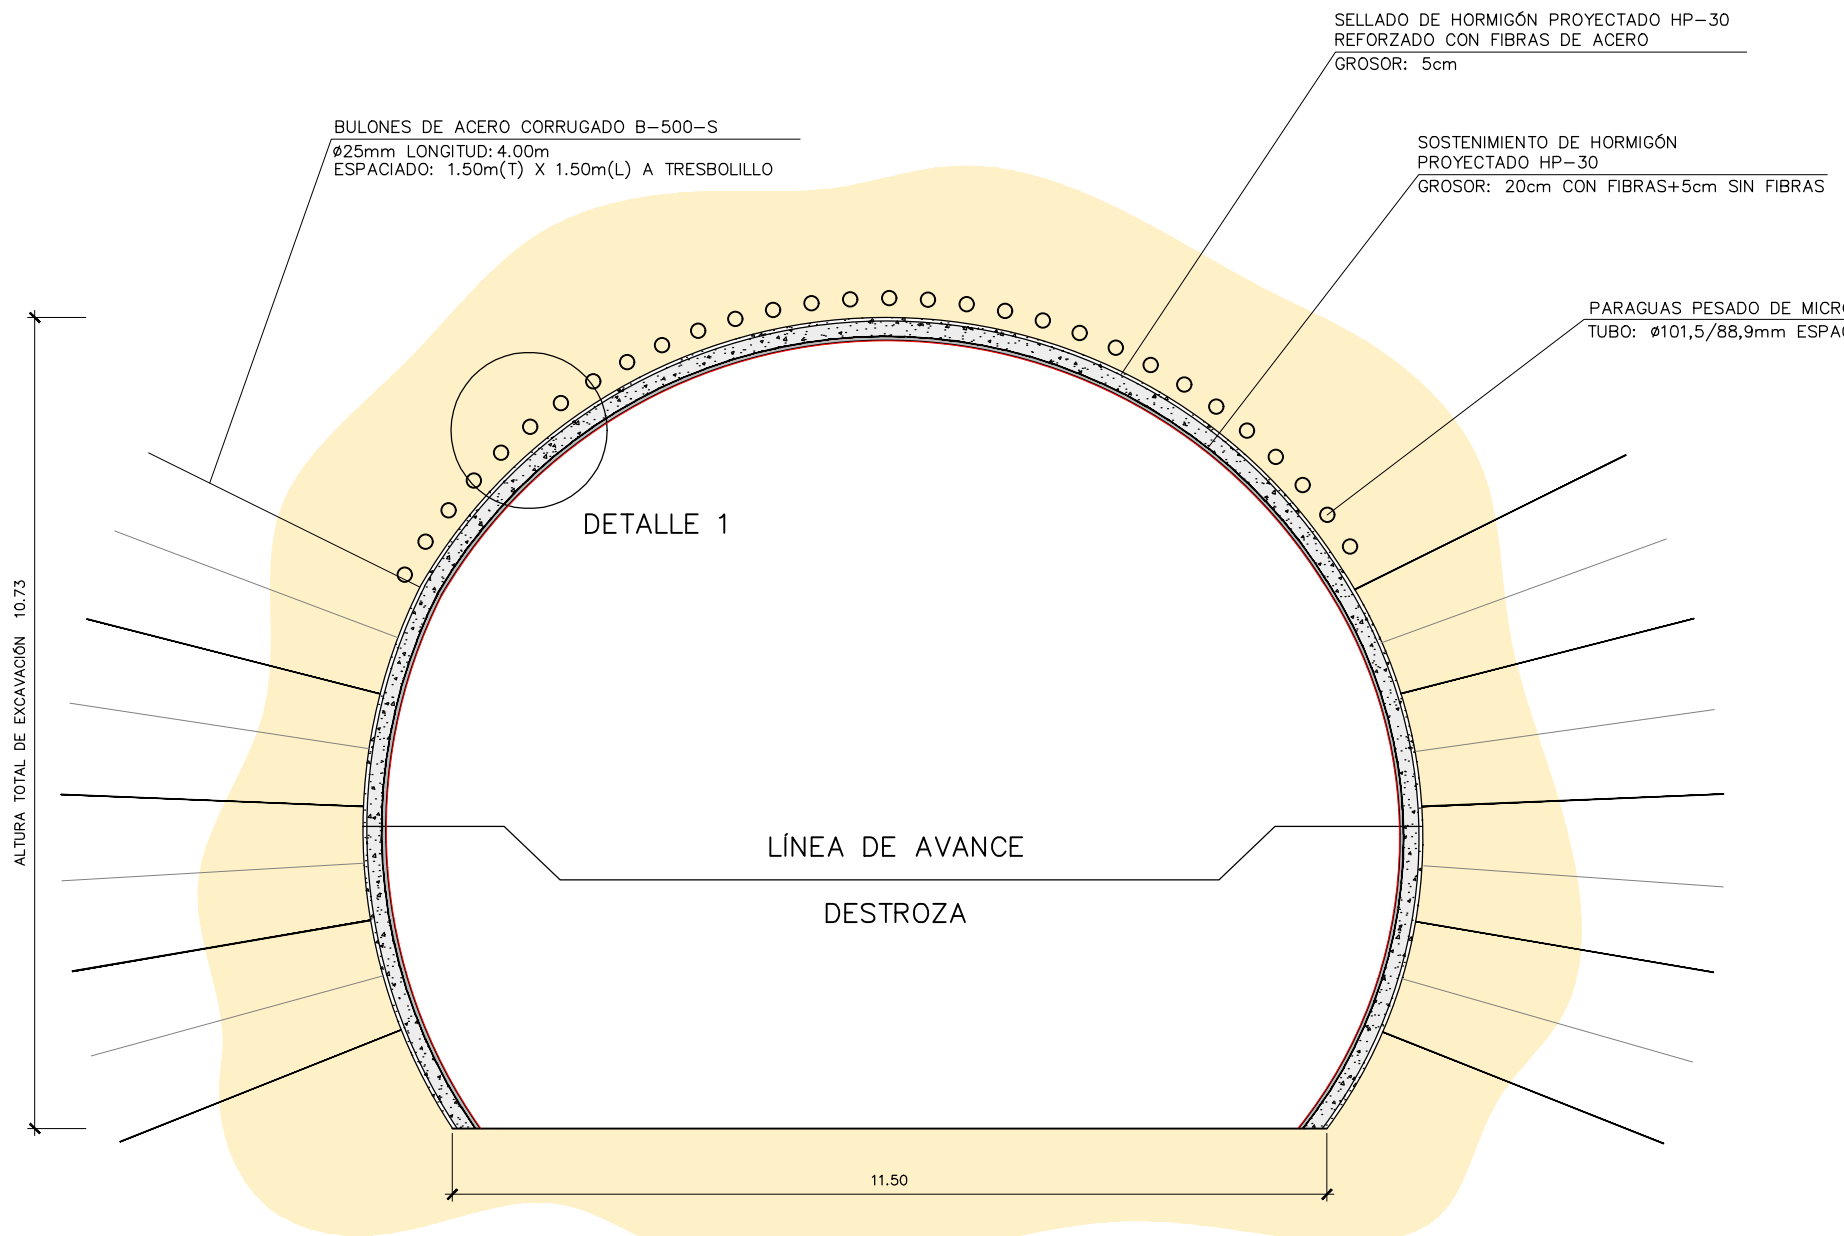 SELLADO DE HORMIGÓN PROYECTADO HP-30
REFORZADO CON FIBRAS DE ACERO
GROSOR: 5cm
BULONES DE ACERO CORRUGADO B-500-S
Ø25mm LONGITUD: 4.00m
ESPACIADO: 1.50m(T) X 1.50m(L) A TRESBOLILLO
SOSTENIMIENTO DE HORMIGÓN
PROYECTADO HP-30
GROSOR: 20cm CON FIBRAS+5cm SIN FIBRAS
PARAGUAS PESADO DE
TUBO: Ø101,5/88,9mm
DETALLE 1
ALTURA TOTAL DE EXCAVACIÓN 10.73
LÍNEA DE AVANCE
DESTROZA
11.50